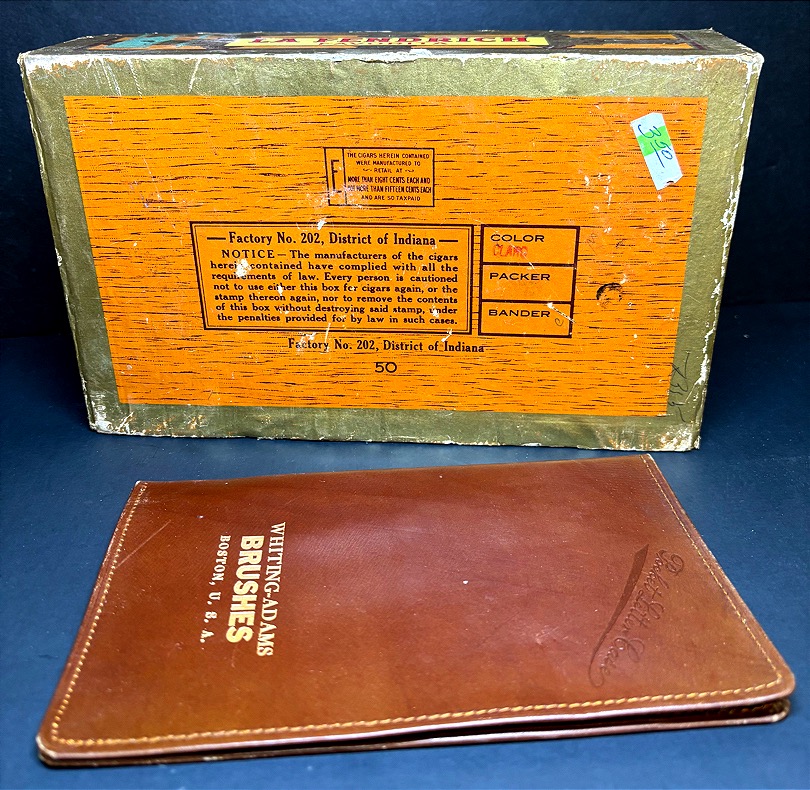 LA FENDRICH
THE CIGARS HEREIN CONTAINED
WERE MANUFACTURED TO
RETAIL AT
MORE THAN EIGHT CENTS EACH AND
NOT MORE THAN FIFTEEN CENTS EACH
AND ARE SO TAXPAID
350
— Factory No. 202, District of Indiana —
NOTICE — The manufacturers of the cigars
herein contained have complied with all the
requirements of law. Every person is cautioned
not to use either this box for cigars again, or the
stamp thereon again, nor to remove the contents
of this box without destroying said stamp, under
the penalties provided for by law in such cases.
COLOR
CLARO
PACKER
BANDER
Factory No. 202, District of Indiana
50
WHITING-ADAMS
BRUSHES
BOSTON, U. S. A.